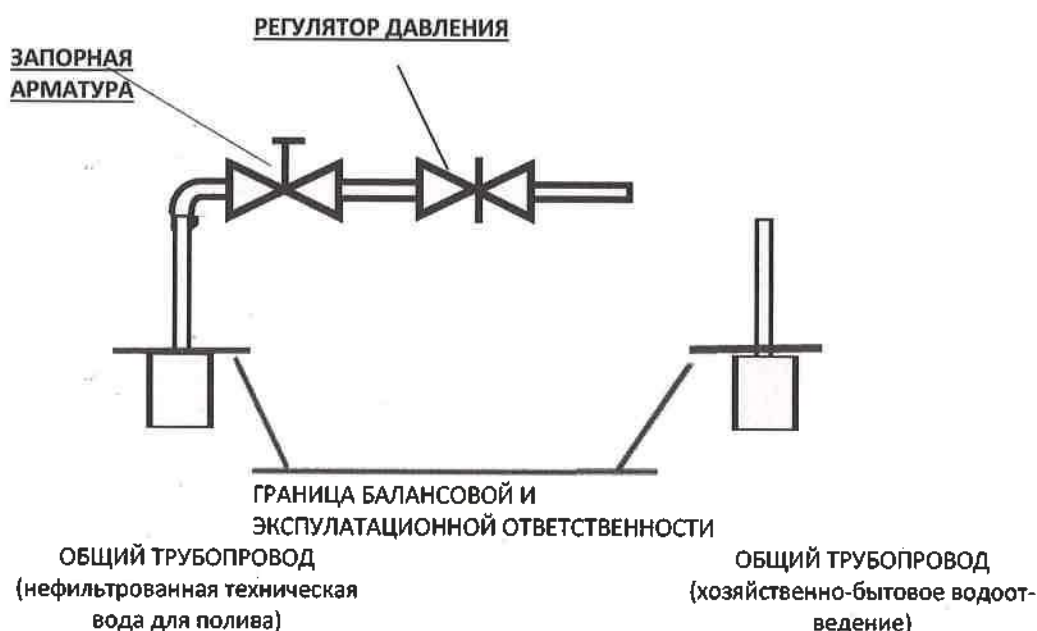 РЕГУЛЯТОР ДАВЛЕНИЯ
ЗАПОРНАЯ
АРМАТУРА
ГРАНИЦА БАЛАНСОВОЙ И
ЭКСПУЛАТАЦИОННОЙ ОТВЕТСТВЕННОСТИ
ОБЩИЙ ТРУБОПРОВОД
(нефильтрованная техническая
вода для полива)
ОБЩИЙ ТРУБОПРОВОД
(хозяйственно-бытовое водоот-
ведение)